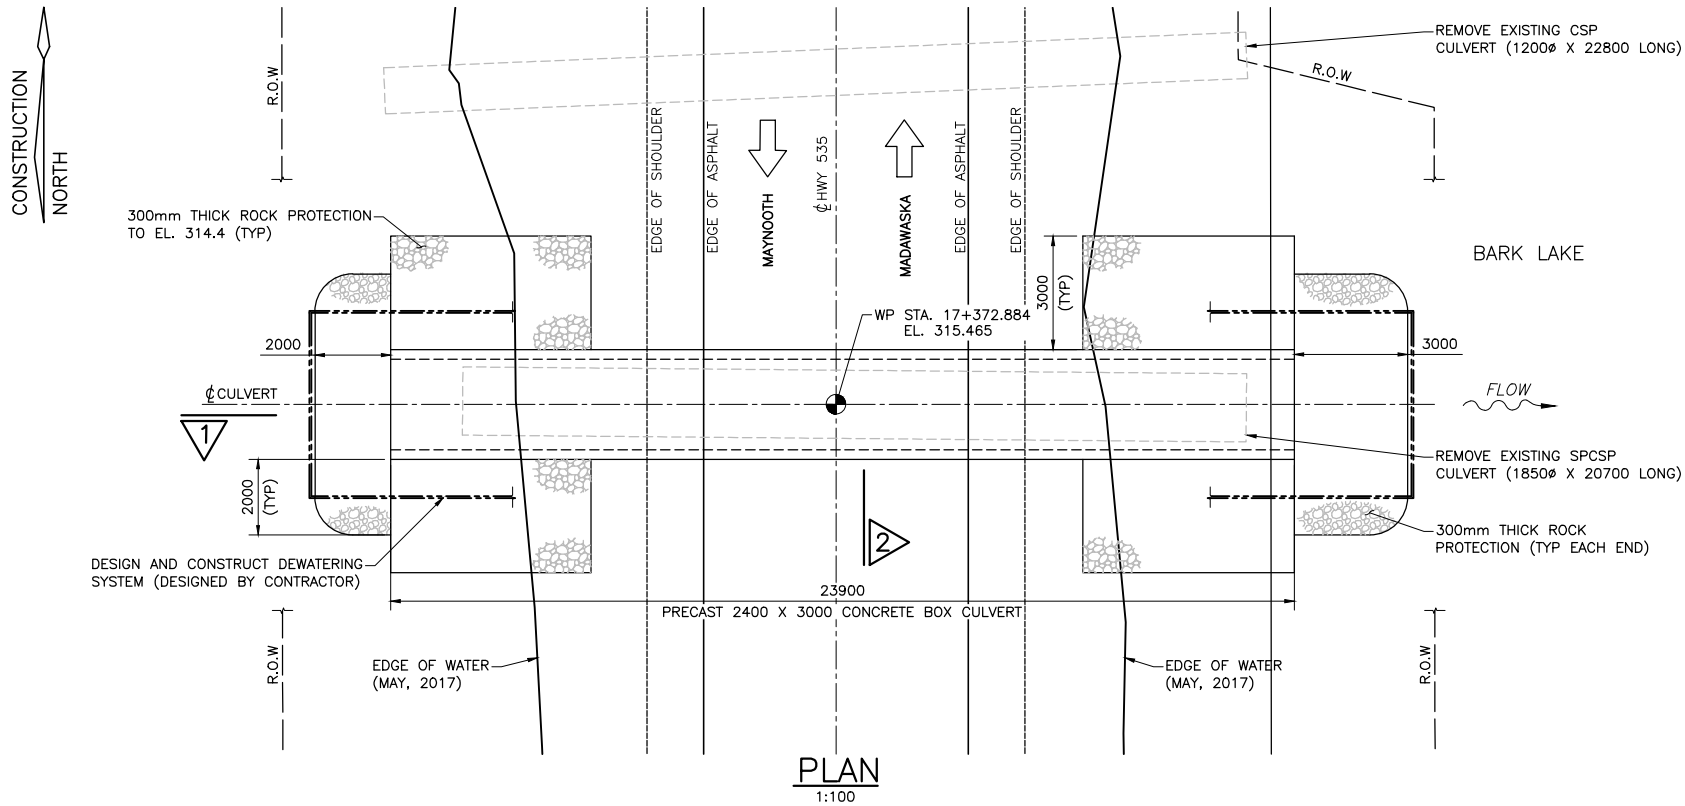 CONSTRUCTION
NORTH
R.O.W
REMOVE EXISTING CSP
CULVERT (1200ø X 22800 LONG)
R.O.W
300mm THICK ROCK PROTECTION
TO EL. 314.4 (TYP)
EDGE OF SHOULDER
EDGE OF ASPHALT
MAYNOOTH
℄ HWY 535
MADAWASKA
EDGE OF ASPHALT
EDGE OF SHOULDER
BARK LAKE
3000
(TYP)
WP STA. 17+372.884
EL. 315.465
2000
3000
℄ CULVERT
FLOW
1
REMOVE EXISTING SPCSP
CULVERT (1850ø X 20700 LONG)
2000
(TYP)
2
300mm THICK ROCK
PROTECTION (TYP EACH END)
DESIGN AND CONSTRUCT DEWATERING
SYSTEM (DESIGNED BY CONTRACTOR)
23900
PRECAST 2400 X 3000 CONCRETE BOX CULVERT
R.O.W
EDGE OF WATER
(MAY, 2017)
EDGE OF WATER
(MAY, 2017)
R.O.W
PLAN
1:100